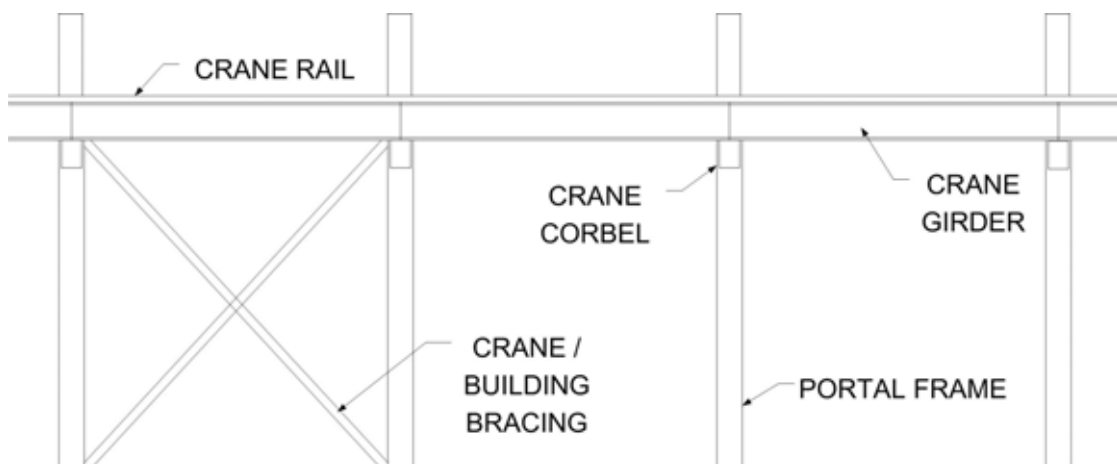 CRANE RAIL
CRANE
CORBEL
CRANE
GIRDER
CRANE /
BUILDING
BRACING
PORTAL FRAME